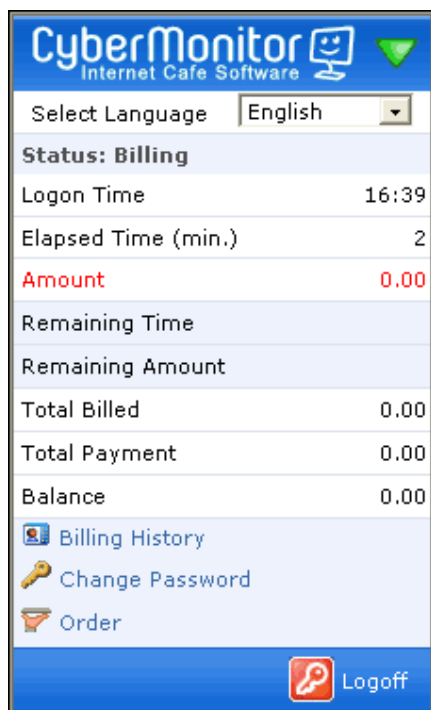 CyberMonitor
Internet Cafe Software
Select Language English
Status: Billing
Logon Time 16:39
Elapsed Time (min.) 2
Amount 0.00
Remaining Time
Remaining Amount
Total Billed 0.00
Total Payment 0.00
Balance 0.00
Billing History
Change Password
Order
Logoff